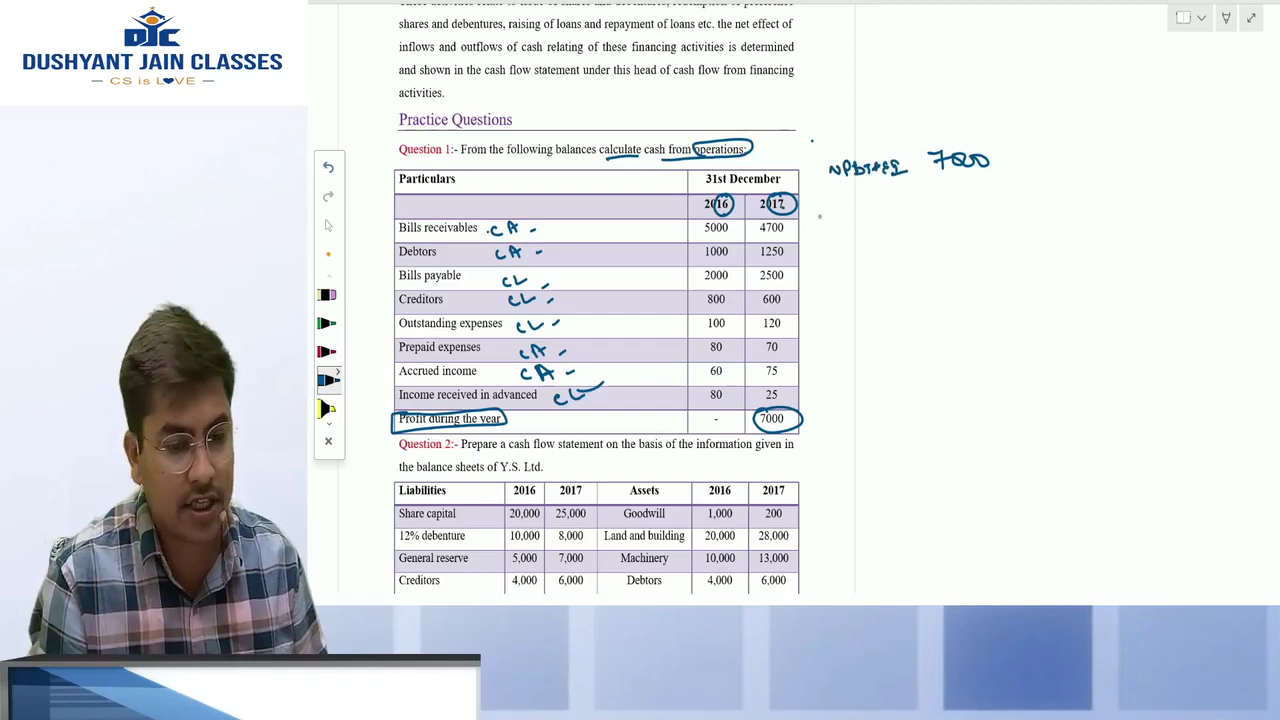 DJC
DUSHYANT JAIN CLASSES
CS is LOVE
shares and debentures, raising of loans and repayment of loans etc. the net effect of
inflows and outflows of cash relating of these financing activities is determined
and shown in the cash flow statement under this head of cash flow from financing
activities.
Practice Questions
Question 1:- From the following balances calculate cash from operations:
Particulars 31st December
2016 2017
Bills receivables CA 5000 4700
Debtors CA 1000 1250
Bills payable CL 2000 2500
Creditors CL 800 600
Outstanding expenses CL 100 120
Prepaid expenses CA 80 70
Accrued income CA 60 75
Income received in advanced CL 80 25
Profit during the year - 7000
7000
Question 2:- Prepare a cash flow statement on the basis of the information given in
the balance sheets of Y.S. Ltd.
Liabilities 2016 2017 Assets 2016 2017
Share capital 20,000 25,000 Goodwill 1,000 200
12% debenture 10,000 8,000 Land and building 20,000 28,000
General reserve 5,000 7,000 Machinery 10,000 13,000
Creditors 4,000 6,000 Debtors 4,000 6,000